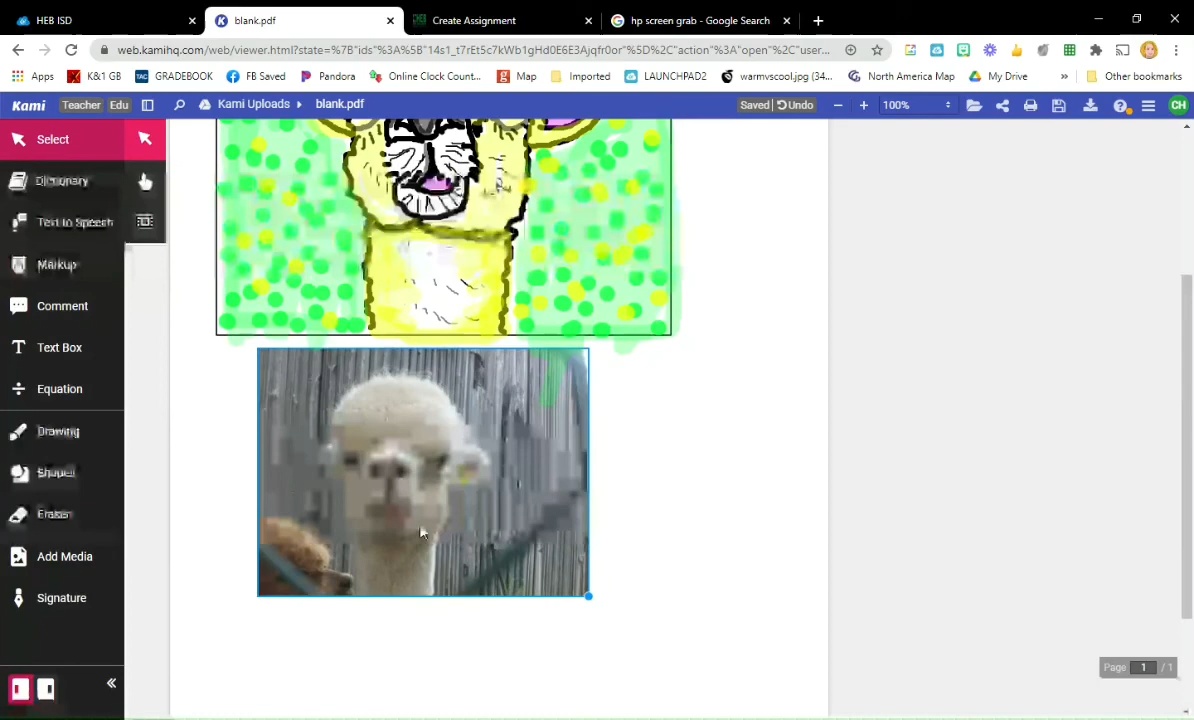 HEB ISD
blank.pdf
Create Assignment
hp screen grab - Google Search
web.kamihq.com/web/viewer.html?state=%7B"ids"%3A%5B"14s1_t7rEt5c7kWb1gHd0E6E3Ajqfr0or"%5D%2C"action"%3A"open"%2C"user...
Apps
K&1 GB
GRADEBOOK
FB Saved
Pandora
Online Clock Count...
Map
Imported
LAUNCHPAD2
warmvscool.jpg (34...
North America Map
My Drive
»
Other bookmarks
Kami
Teacher
Edu
Kami Uploads
blank.pdf
Saved
Undo
100%
CH
Select
Dictionary
Text to Speech
Markup
Comment
Text Box
Equation
Drawing
Shapes
Eraser
Add Media
Signature
Page 1 / 1